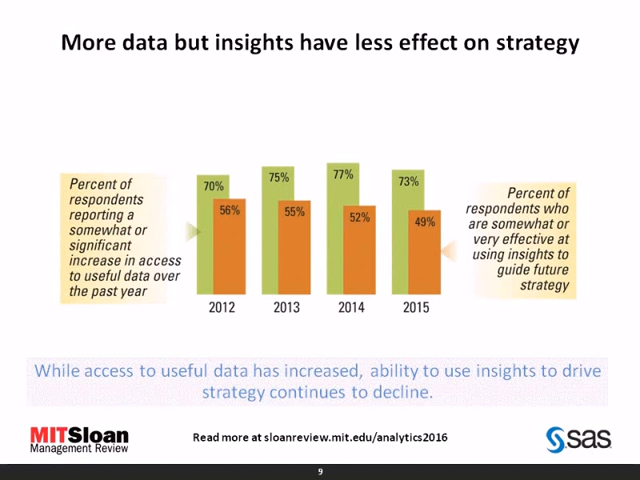 More data but insights have less effect on strategy
Percent of
respondents
reporting a
somewhat or
significant
increase in access
to useful data over
the past year
70%
56%
75%
55%
77%
52%
73%
49%
2012
2013
2014
2015
Percent of
respondents who
are somewhat or
very effective at
using insights to
guide future
strategy
While access to useful data has increased, ability to use insights to drive
strategy continues to decline.
MITSloan
Management Review
Read more at sloanreview.mit.edu/analytics2016
sas
9